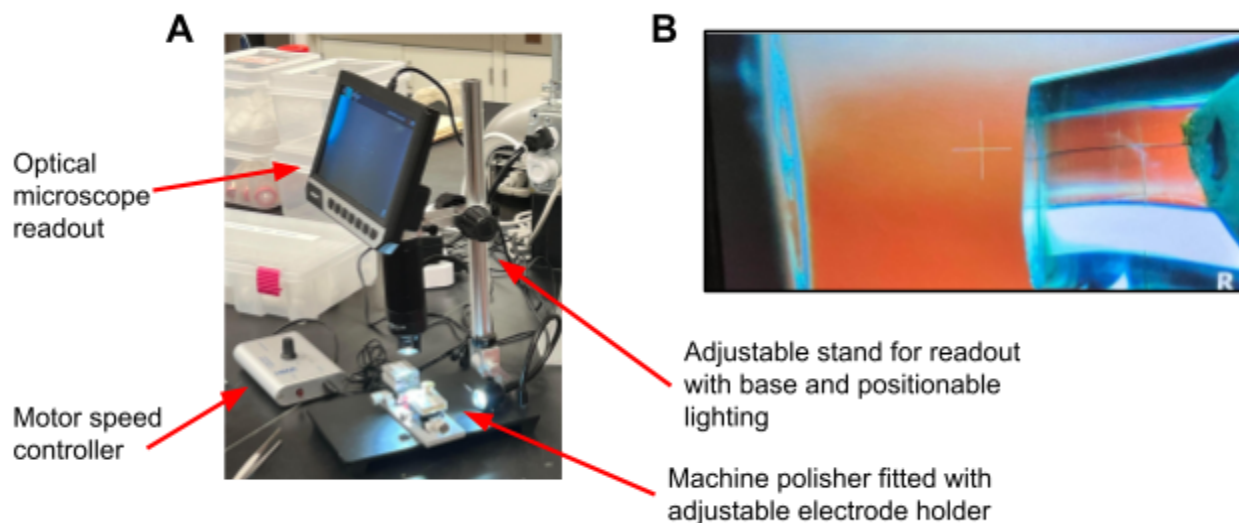 A
B
Optical
microscope
readout
R
Adjustable stand for readout
with base and positionable
lighting
Motor speed
controller
Machine polisher fitted with
adjustable electrode holder